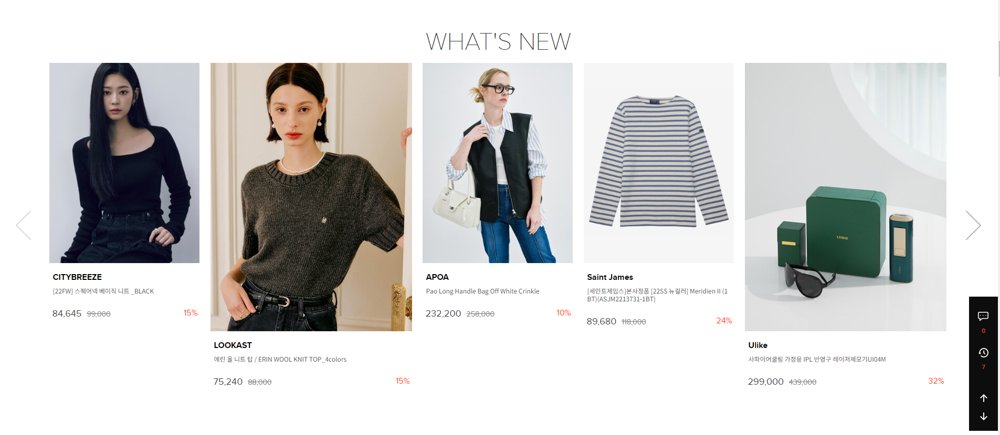 WHAT'S NEW
CITYBREEZE
[22FW] 스퀘어넥 베이직 니트 _BLACK
84,645 99,000 15%
LOOKAST
에린 울 니트 탑 / ERIN WOOL KNIT TOP_4colors
75,240 88,000 15%
APOA
Pao Long Handle Bag Off White Crinkle
232,200 258,000 10%
Saint James
[세인트제임스]본사정품 [22SS 뉴컬러] Meridien II (1
BT)(ASJM2213731-1BT)
89,680 118,000 24%
Ulike
Ulike
사파이어쿨링 가정용 IPL 반영구 레이저제모기UI04M
299,000 439,000 32%
0
7